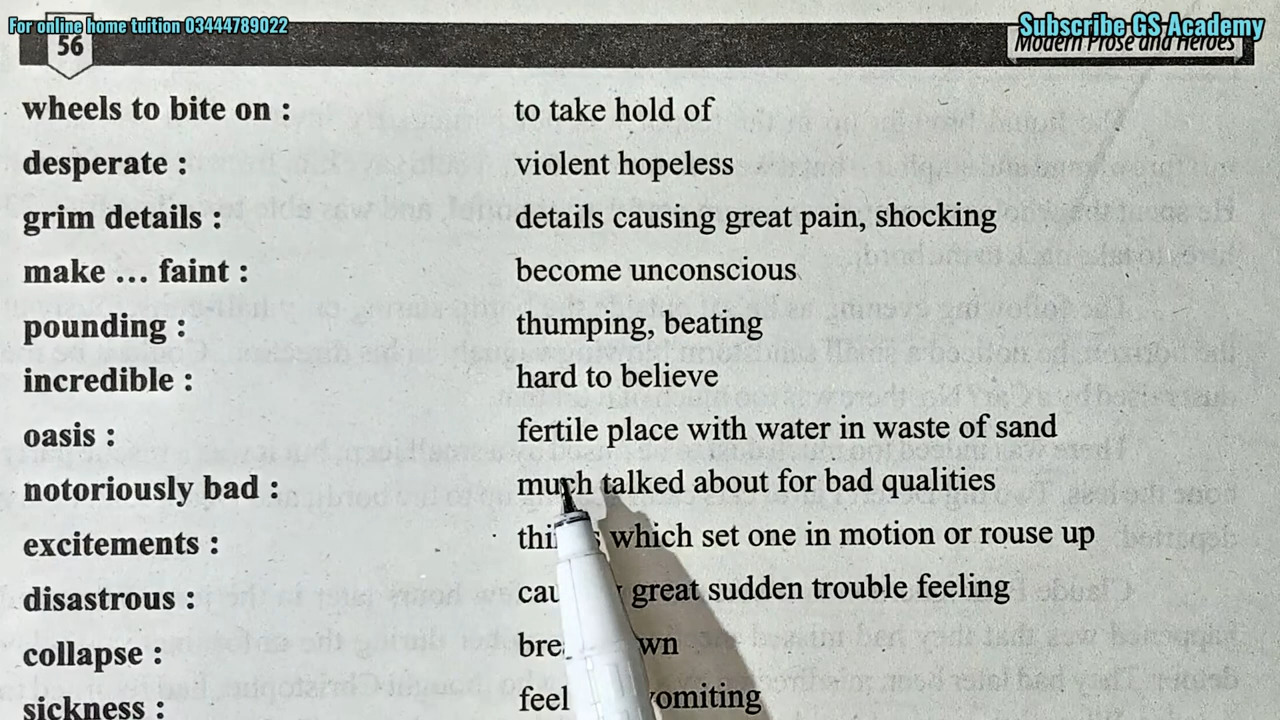 For online home tuition 03444789022
Subscribe GS Academy
56
Modern Prose and Heroes
wheels to bite on : to take hold of
desperate : violent hopeless
grim details : details causing great pain, shocking
make ... faint : become unconscious
pounding : thumping, beating
incredible : hard to believe
oasis : fertile place with water in waste of sand
notoriously bad : much talked about for bad qualities
excitements : which set one in motion or rouse up
disastrous : great sudden trouble feeling
collapse :
sickness : vomiting